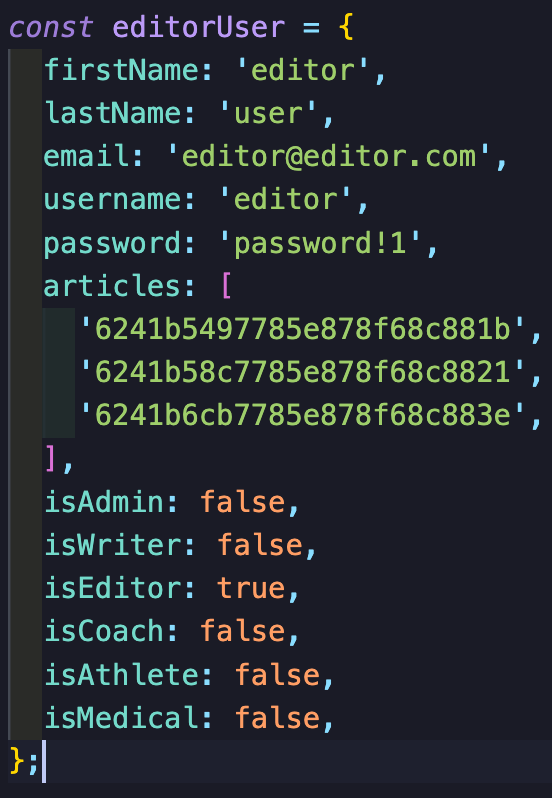 const editorUser = {
firstName: 'editor',
lastName: 'user',
email: 'editor@editor.com',
username: 'editor',
password: 'password!1',
articles: [
'6241b5497785e878f68c881b',
'6241b58c7785e878f68c8821',
'6241b6cb7785e878f68c883e',
],
isAdmin: false,
isWriter: false,
isEditor: true,
isCoach: false,
isAthlete: false,
isMedical: false,
};